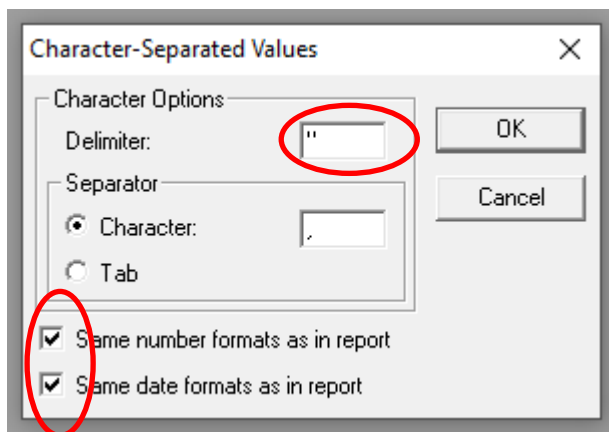 Character-Separated Values
Character Options
Delimiter: "
OK
Separator
Cancel
Character: ,
Tab
Same number formats as in report
Same date formats as in report